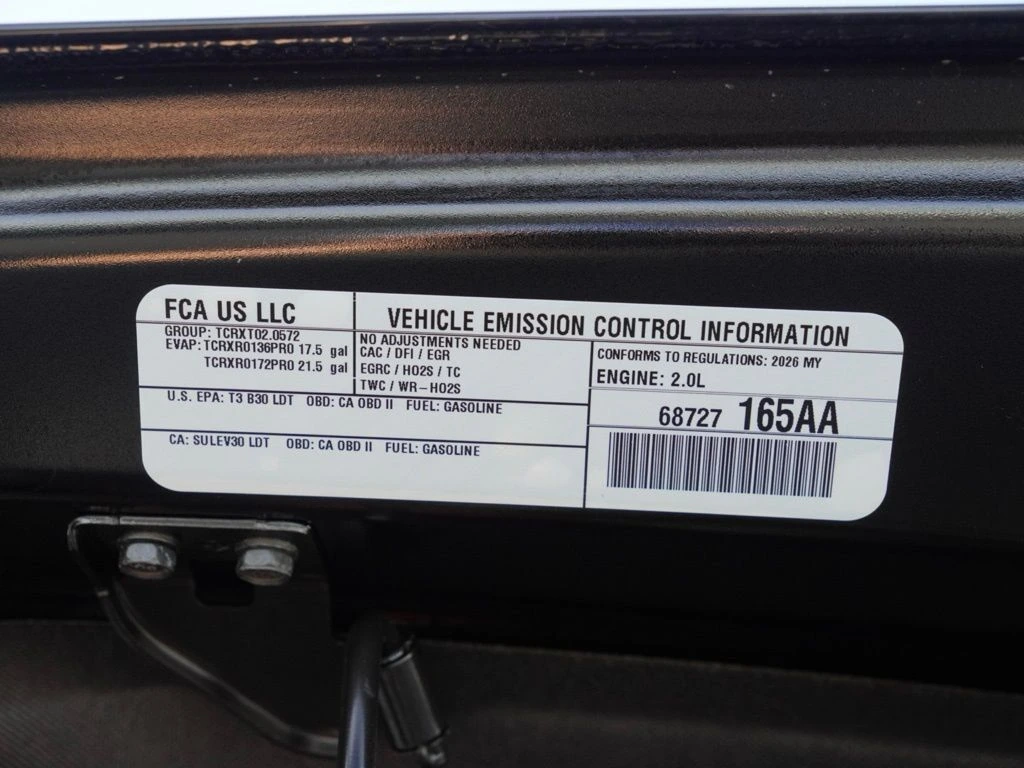 FCA US LLC
GROUP: TCRXT02.0572
EVAP: TCRXR0136PR0 17.5 gal
TCRXR0172PR0 21.5 gal
VEHICLE EMISSION CONTROL INFORMATION
NO ADJUSTMENTS NEEDED
CAC / DFI / EGR
EGRC / HO2S / TC
TWC / WR-HO2S
CONFORMS TO REGULATIONS: 2026 MY
ENGINE: 2.0L
U.S. EPA: T3 B30 LDT OBD: CA OBD II FUEL: GASOLINE
CA: SULEV30 LDT OBD: CA OBD II FUEL: GASOLINE
68727 165AA